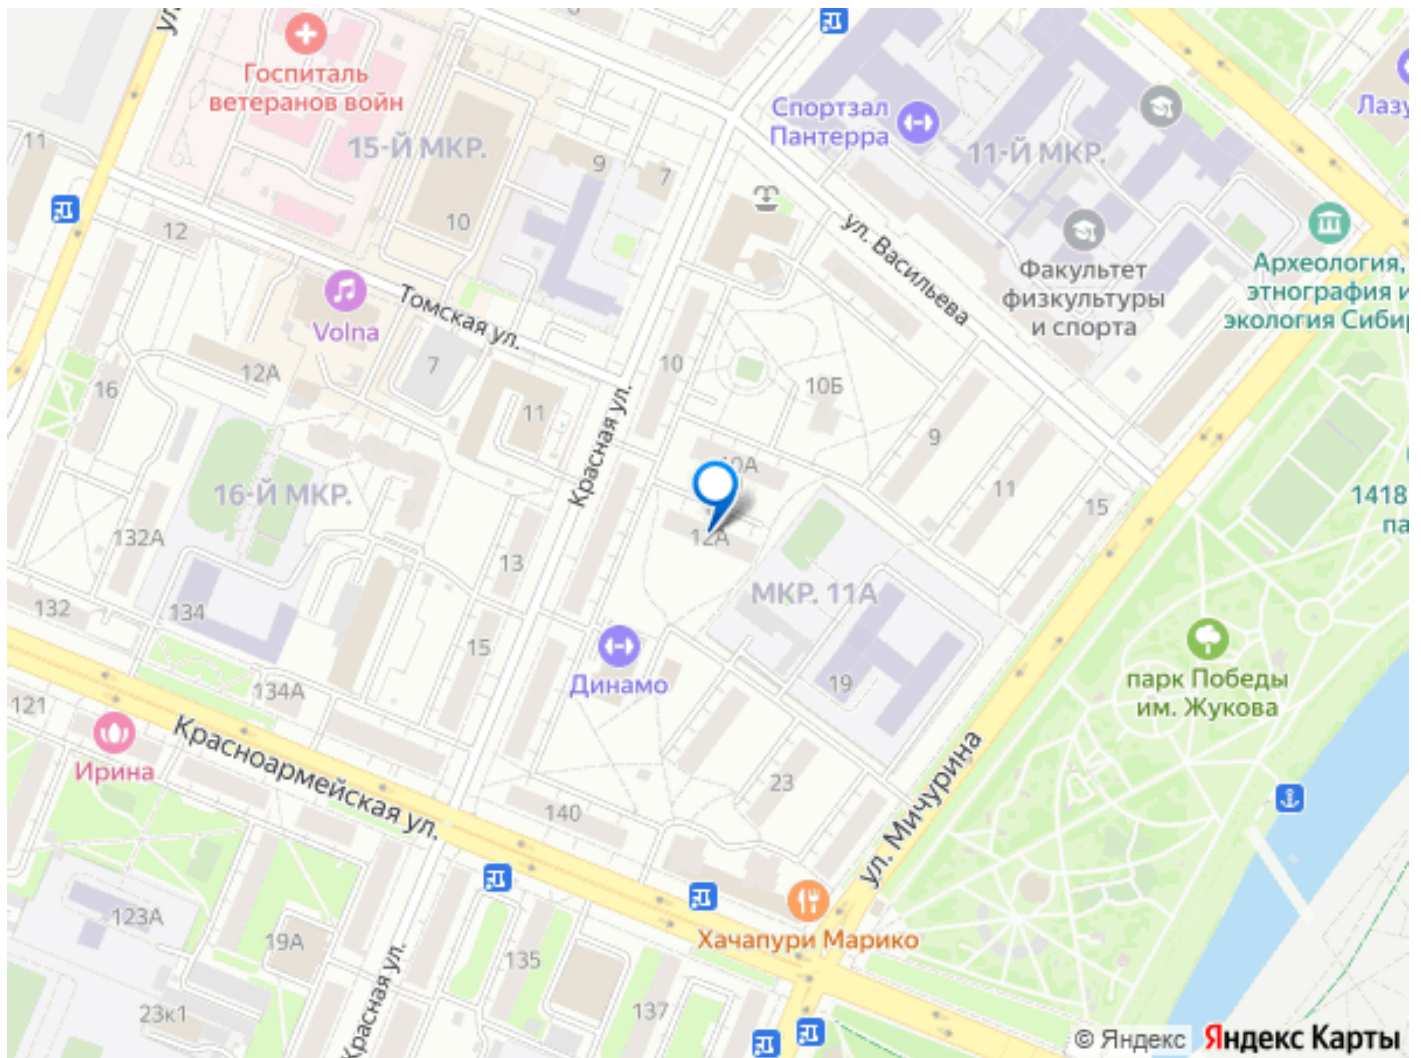 ул.
Госпиталь
ветеранов войн
15-Й МКР.
Спортзал
Пантерра
11-Й МКР.
Лазу
11
9
7
10
12
ул. Васильева
Факультет
физкультуры
и спорта
Археология,
этнография и
экология Сибир
Volna
Томская ул.
7
12А
16
11
10
10Б
9
Красная ул.
10А
16-Й МКР.
11
15
1418
па
132А
13
12А
МКР. 11А
132
134
15
Динамо
19
парк Победы
им. Жукова
134А
121
Ирина
Красноармейская ул.
140
23
ул. Мичурина
123А
19А
135
Хачапури Марико
137
23к1
Красная ул.
© Яндекс
Яндекс Карты